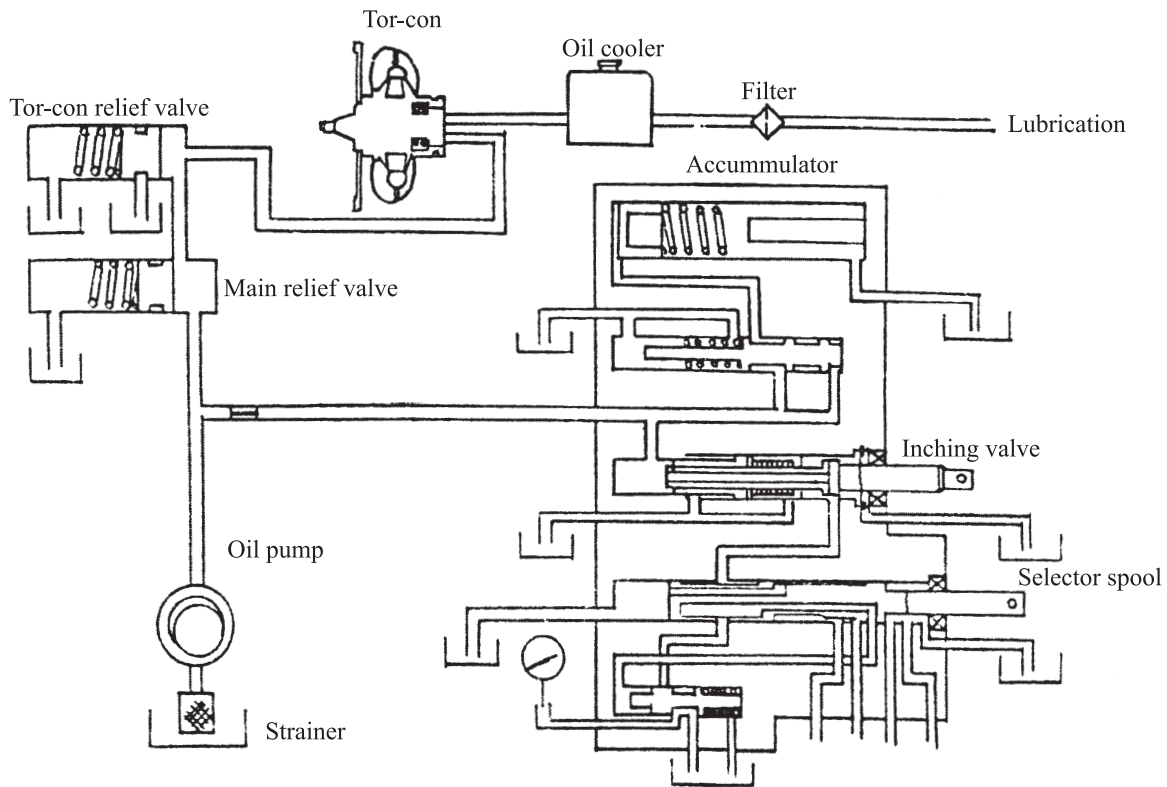 Tor-con
Oil cooler
Tor-con relief valve
Filter
Lubrication
Accummulator
Main relief valve
Inching valve
Oil pump
Selector spool
Strainer